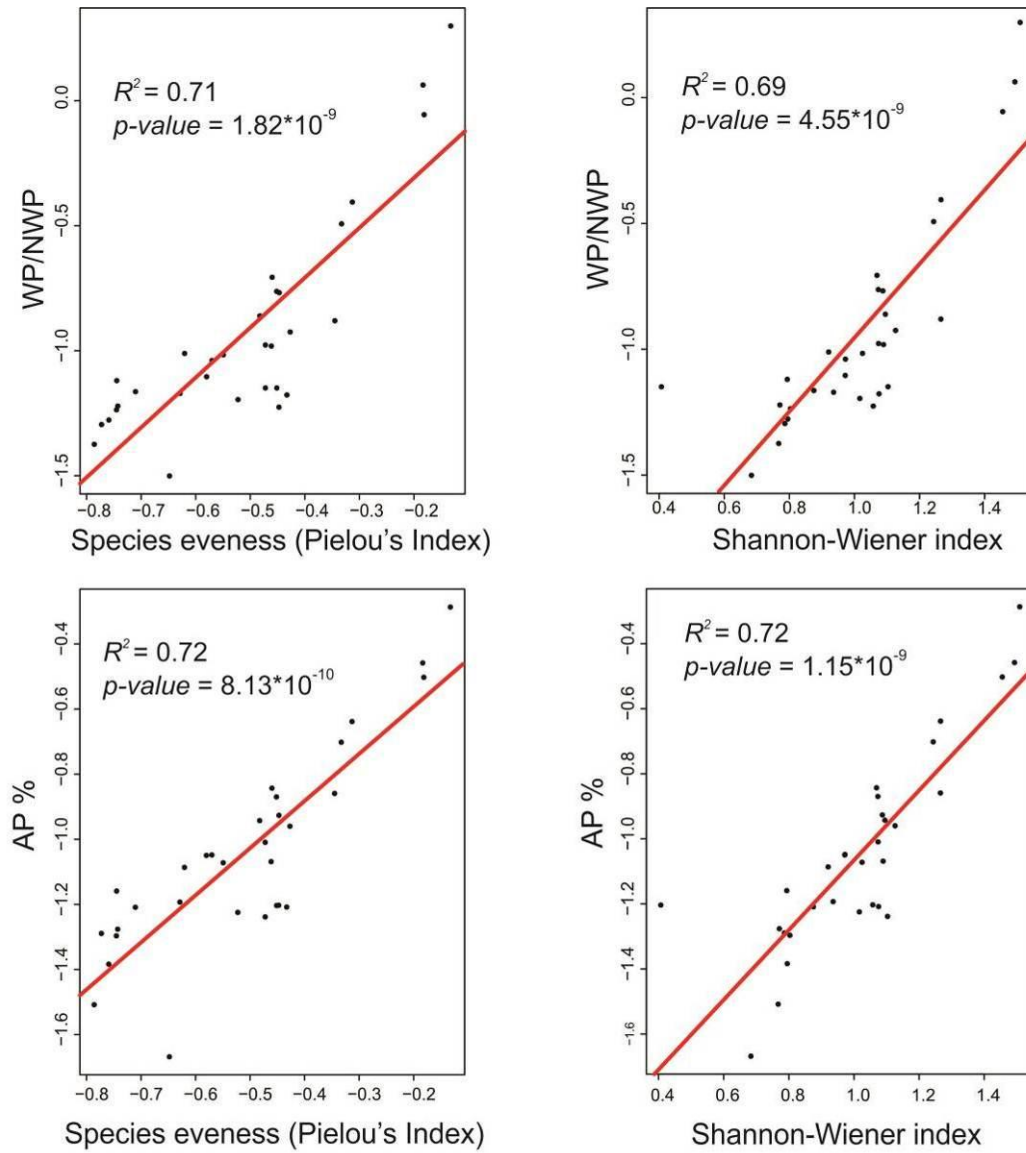 R² = 0.71
p-value = 1.82*10⁻⁹
WP/NWP
0.0
−0.5
−1.0
−1.5
−0.8 −0.7 −0.6 −0.5 −0.4 −0.3 −0.2
Species eveness (Pielou's Index)
R² = 0.69
p-value = 4.55*10⁻⁹
WP/NWP
0.0
−0.5
−1.0
−1.5
0.4 0.6 0.8 1.0 1.2 1.4
Shannon-Wiener index
R² = 0.72
p-value = 8.13*10⁻¹⁰
AP %
−0.4
−0.6
−0.8
−1.0
−1.2
−1.4
−1.6
−0.8 −0.7 −0.6 −0.5 −0.4 −0.3 −0.2
Species eveness (Pielou's Index)
R² = 0.72
p-value = 1.15*10⁻⁹
AP %
−0.4
−0.6
−0.8
−1.0
−1.2
−1.4
−1.6
0.4 0.6 0.8 1.0 1.2 1.4
Shannon-Wiener index